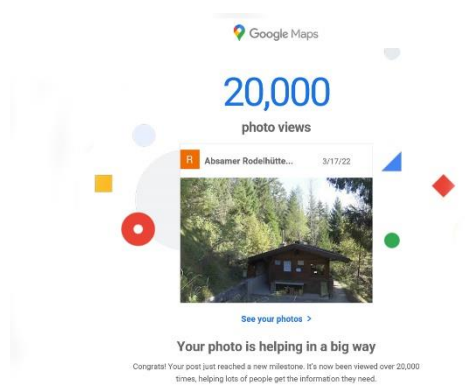 Google Maps
20,000
photo views
R Absamer Rodelhütte... 3/17/22
See your photos >
Your photo is helping in a big way
Congrats! Your post just reached a new milestone. It's now been viewed over 20,000
times, helping lots of people get the information they need.